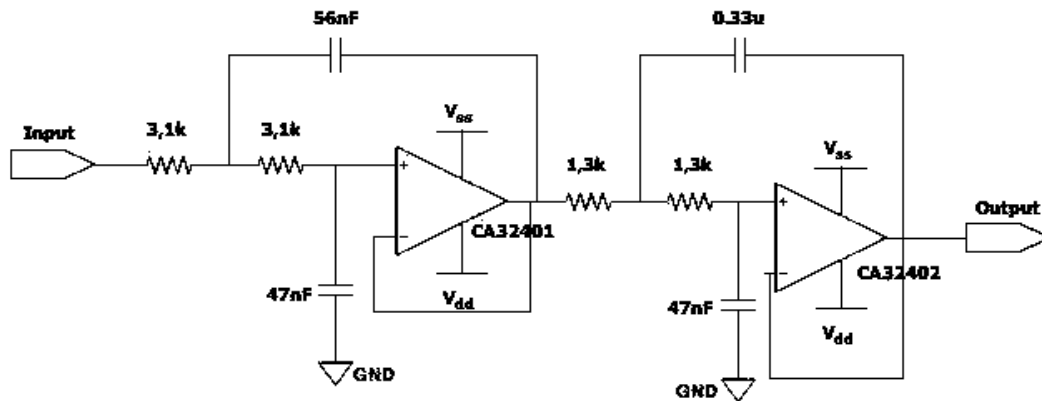 56nF
0.33u
Input
3,1k
3,1k
Vss
1,3k
1,3k
Vss
Output
CA32401
CA32402
47nF
Vdd
47nF
Vdd
GND
GND